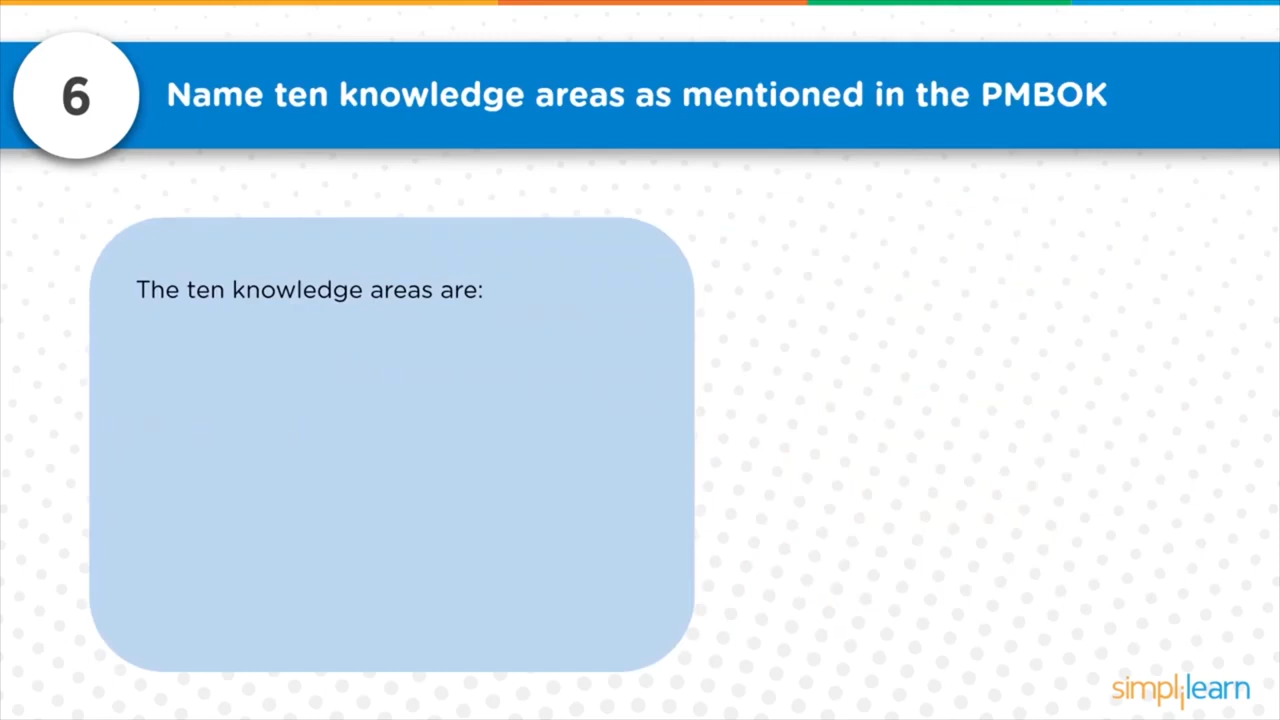 6
Name ten knowledge areas as mentioned in the PMBOK
The ten knowledge areas are:
simplilearn